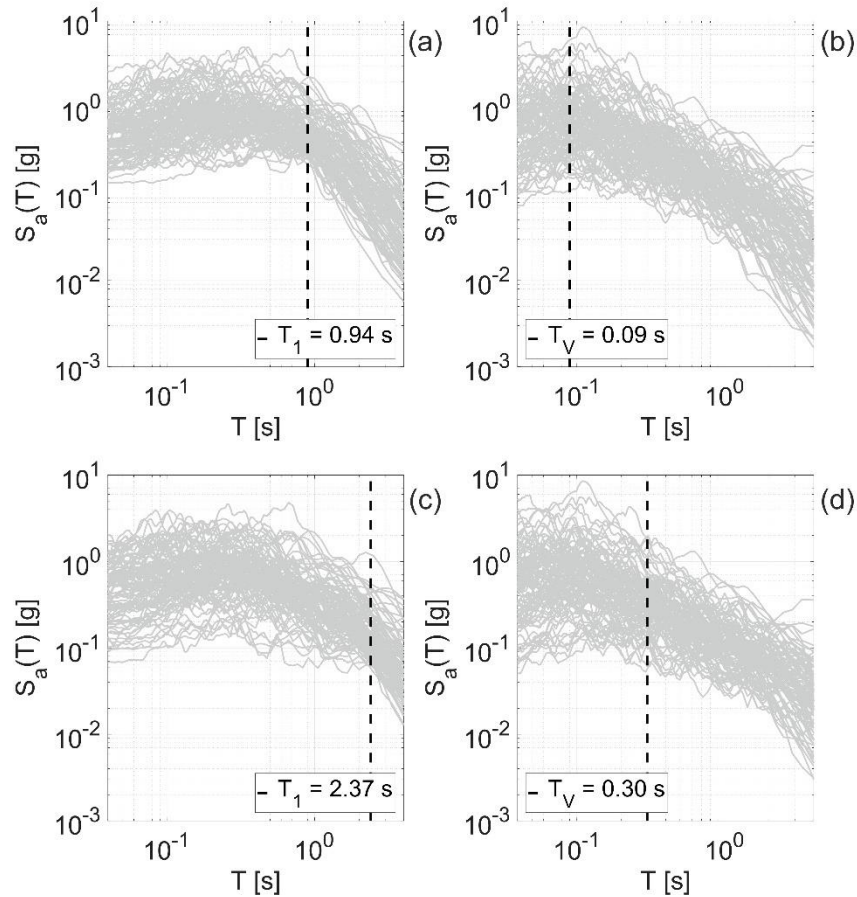 (a)
10^1
10^0
10^-1
10^-2
10^-3
S_a(T) [g]
T_1 = 0.94 s
10^-1
10^0
T [s]
(b)
10^1
10^0
10^-1
10^-2
10^-3
S_a(T) [g]
T_V = 0.09 s
10^-1
10^0
T [s]
(c)
10^1
10^0
10^-1
10^-2
10^-3
S_a(T) [g]
T_1 = 2.37 s
10^-1
10^0
T [s]
(d)
10^1
10^0
10^-1
10^-2
10^-3
S_a(T) [g]
T_V = 0.30 s
10^-1
10^0
T [s]